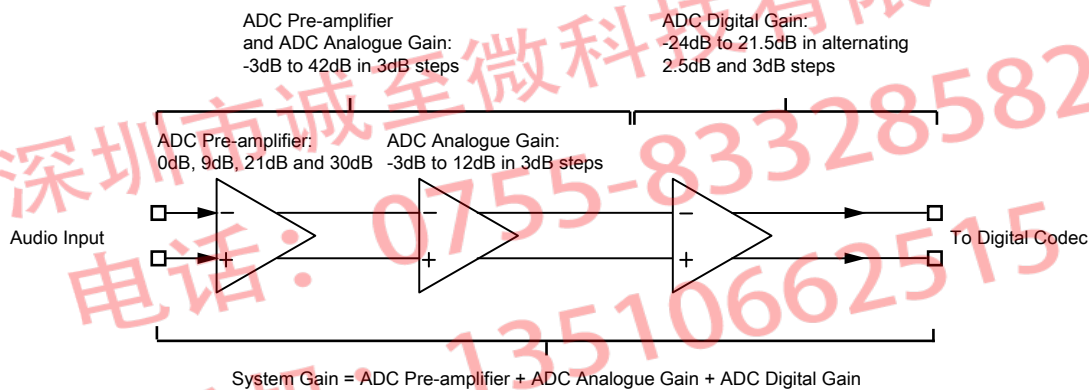 ADC Pre-amplifier
and ADC Analogue Gain:
-3dB to 42dB in 3dB steps
ADC Digital Gain:
-24dB to 21.5dB in alternating
2.5dB and 3dB steps
ADC Pre-amplifier:
0dB, 9dB, 21dB and 30dB
ADC Analogue Gain:
-3dB to 12dB in 3dB steps
Audio Input
To Digital Codec
System Gain = ADC Pre-amplifier + ADC Analogue Gain + ADC Digital Gain
深圳市诚至微科技有限
电话：0755-83328582
13510662515